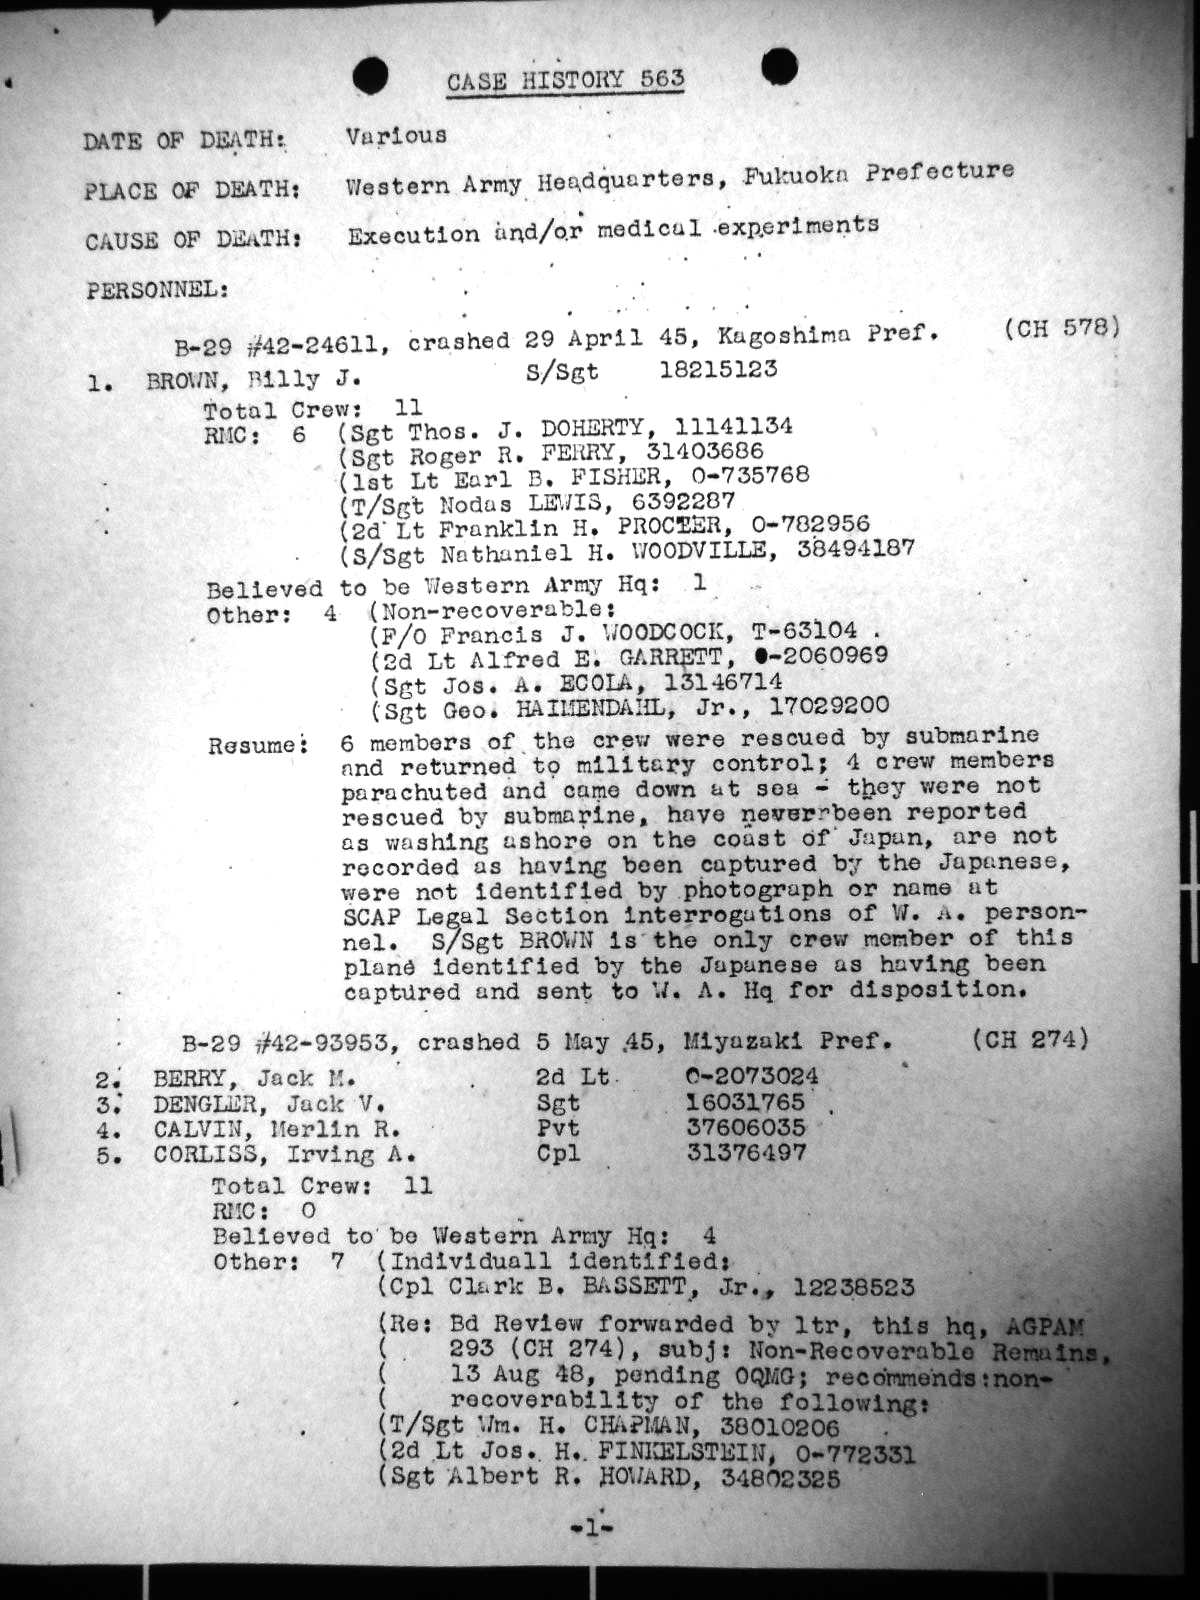 CASE HISTORY 563
DATE OF DEATH: Various
PLACE OF DEATH: Western Army Headquarters, Fukuoka Prefecture
CAUSE OF DEATH: Execution and/or medical experiments
PERSONNEL:
B-29 #42-24611, crashed 29 April 45, Kagoshima Pref. (CH 578)
1. BROWN, Billy J. S/Sgt 18215123
Total Crew: 11
RMC: 6 (Sgt Thos. J. DOHERTY, 11141134
(Sgt Roger R. FERRY, 31403686
(1st Lt Earl B. FISHER, O-735768
(T/Sgt Nodas LEWIS, 6392287
(2d Lt Franklin H. PROCTER, O-782956
(S/Sgt Nathaniel H. WOODVILLE, 38494187
Believed to be Western Army Hq: 1
Other: 4 (Non-recoverable:
(F/O Francis J. WOODCOCK, T-63104
(2d Lt Alfred E. GARRETT, O-2060969
(Sgt Jos. A. ECOLA, 13146714
(Sgt Geo. HAIMENDAHL, Jr., 17029200
Resume: 6 members of the crew were rescued by submarine
and returned to military control; 4 crew members
parachuted and came down at sea - they were not
rescued by submarine, have never been reported
as washing ashore on the coast of Japan, are not
recorded as having been captured by the Japanese,
were not identified by photograph or name at
SCAP Legal Section interrogations of W. A. person-
nel. S/Sgt BROWN is the only crew member of this
plane identified by the Japanese as having been
captured and sent to W. A. Hq for disposition.
B-29 #42-93953, crashed 5 May 45, Miyazaki Pref. (CH 274)
2. BERRY, Jack M. 2d Lt O-2073024
3. DENGLER, Jack V. Sgt 16031765
4. CALVIN, Merlin R. Pvt 37606035
5. CORLISS, Irving A. Cpl 31376497
Total Crew: 11
RMC: 0
Believed to be Western Army Hq: 4
Other: 7 (Individuall identified:
(Cpl Clark B. BASSETT, Jr., 12238523
(Re: Bd Review forwarded by ltr, this hq, AGPAM
( 293 (CH 274), subj: Non-Recoverable Remains,
( 13 Aug 48, pending OQMG; recommends:non-
( recoverability of the following:
(T/Sgt Wm. H. CHAPMAN, 38010206
(2d Lt Jos. H. FINKELSTEIN, O-772331
(Sgt Albert R. HOWARD, 34802325
-1-